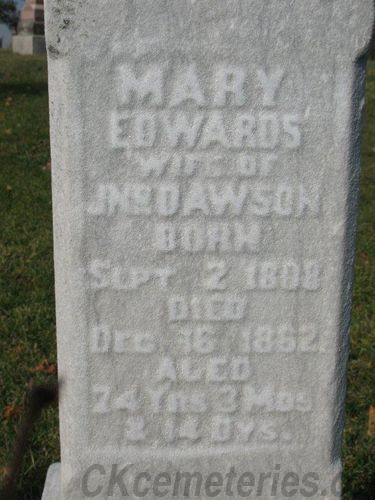 MARY
EDWARDS
WIFE OF
JNO DAWSON
BORN
SEPT 2 1808
DIED
DEC. 16 1882.
AGED
74 YRS 3 MOS
& 14 DYS.
CKcemeteries.c